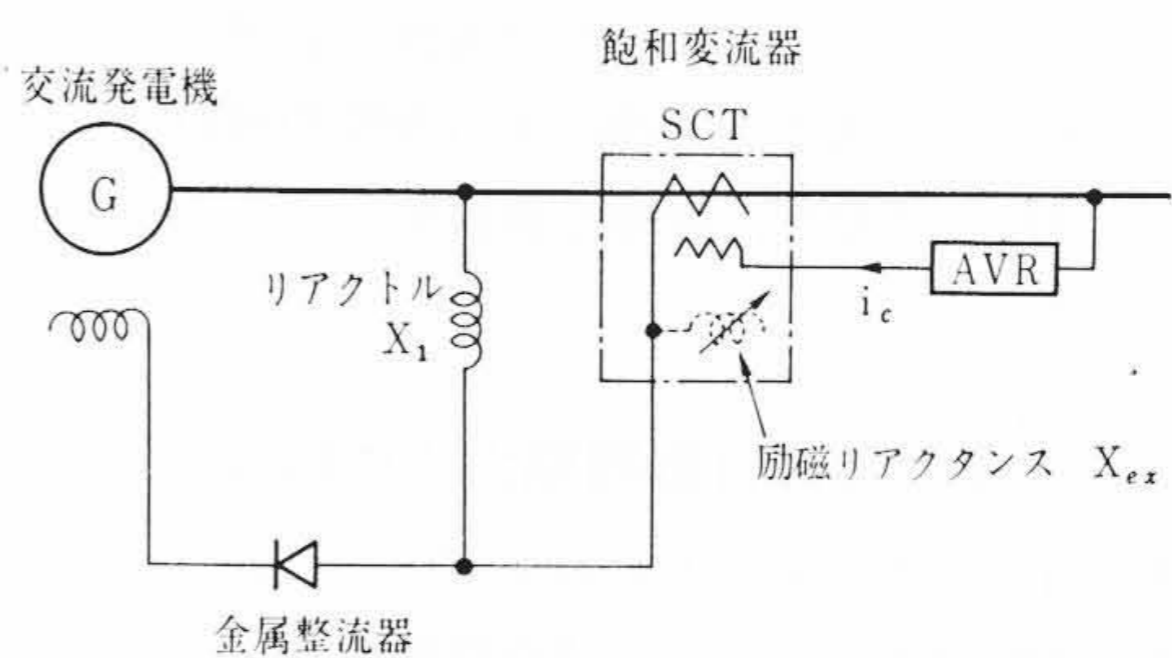 飽和変流器
交流発電機
SCT
G
AVR
リアクトル
X₁
i_c
励磁リアクタンス X_ex
金属整流器